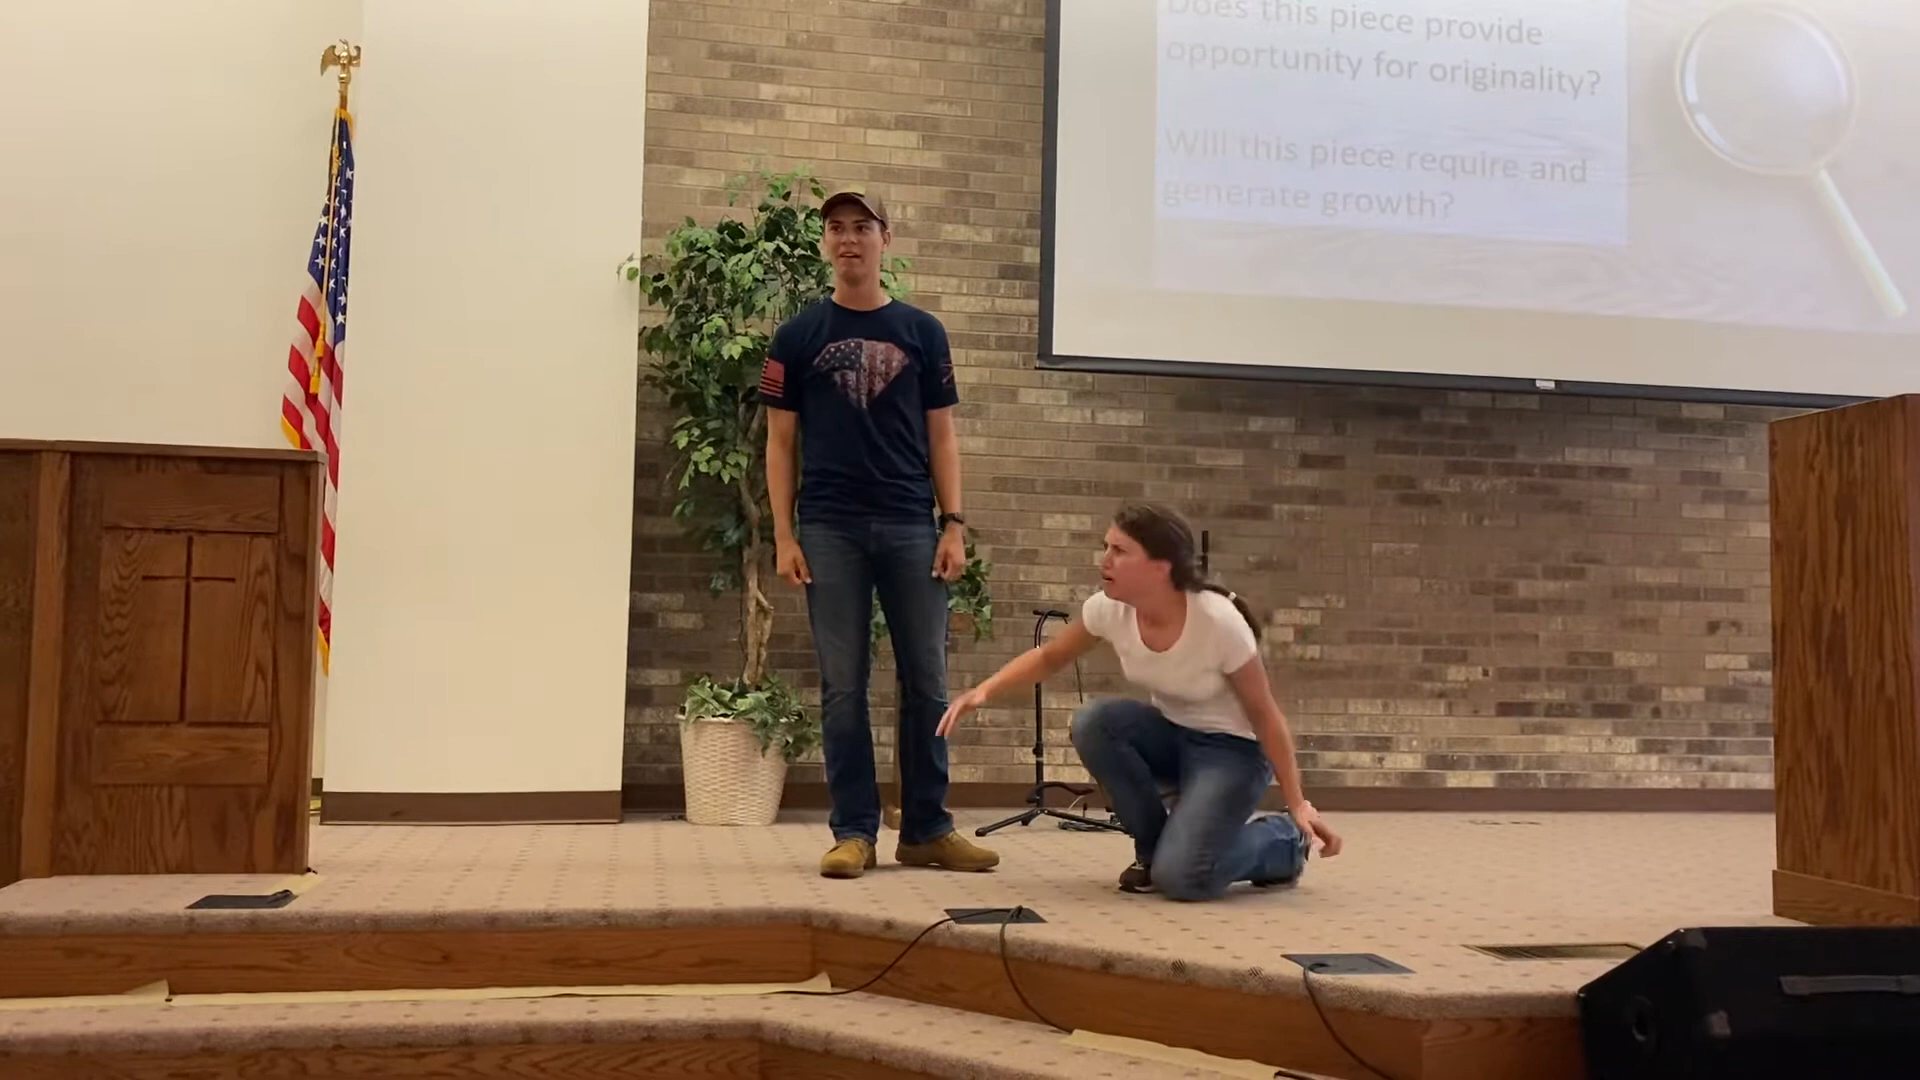 Does this piece provide
opportunity for originality?
Will this piece require and
generate growth?